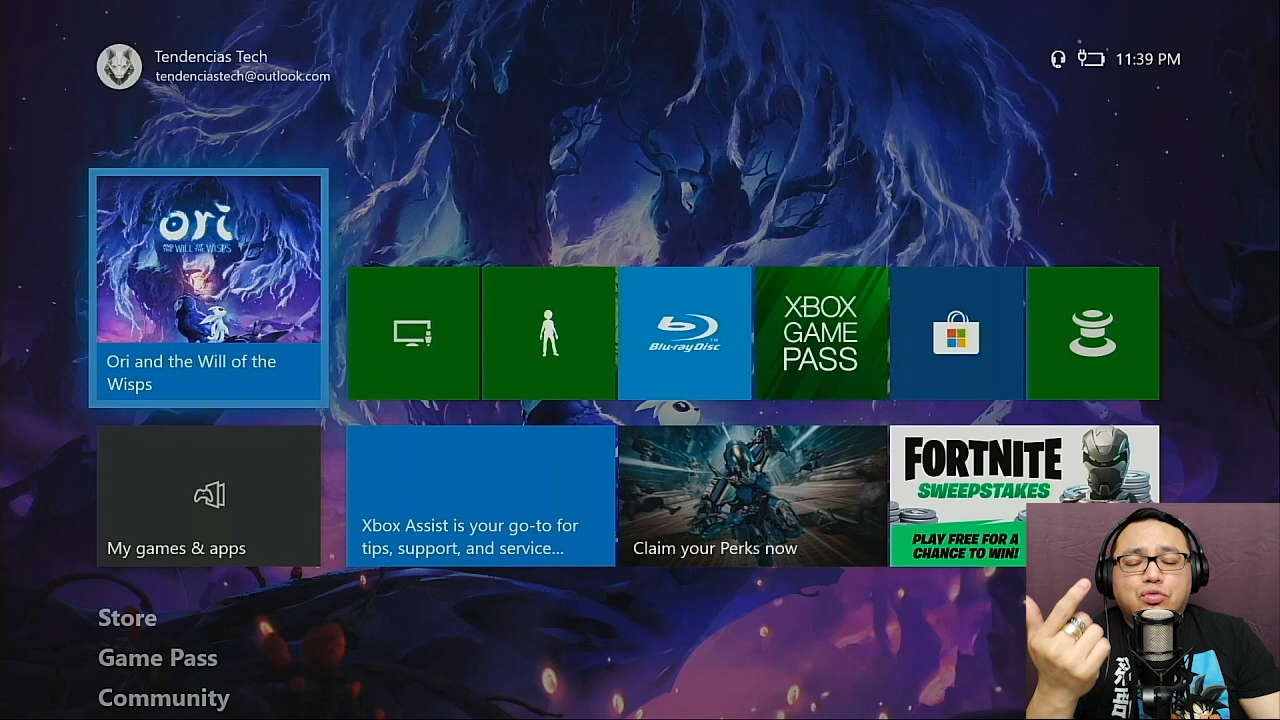 Tendencias Tech
tendenciastech@outlook.com
11:39 PM
ori
AND THE WILL OF THE WISPS
Ori and the Will of the
Wisps
Blu-ray Disc
TM
XBOX
GAME
PASS
My games & apps
Xbox Assist is your go-to for
tips, support, and service...
Claim your Perks now
FORTNITE
SWEEPSTAKES
PLAY FREE FOR A
CHANCE TO WIN!
Store
Game Pass
Community